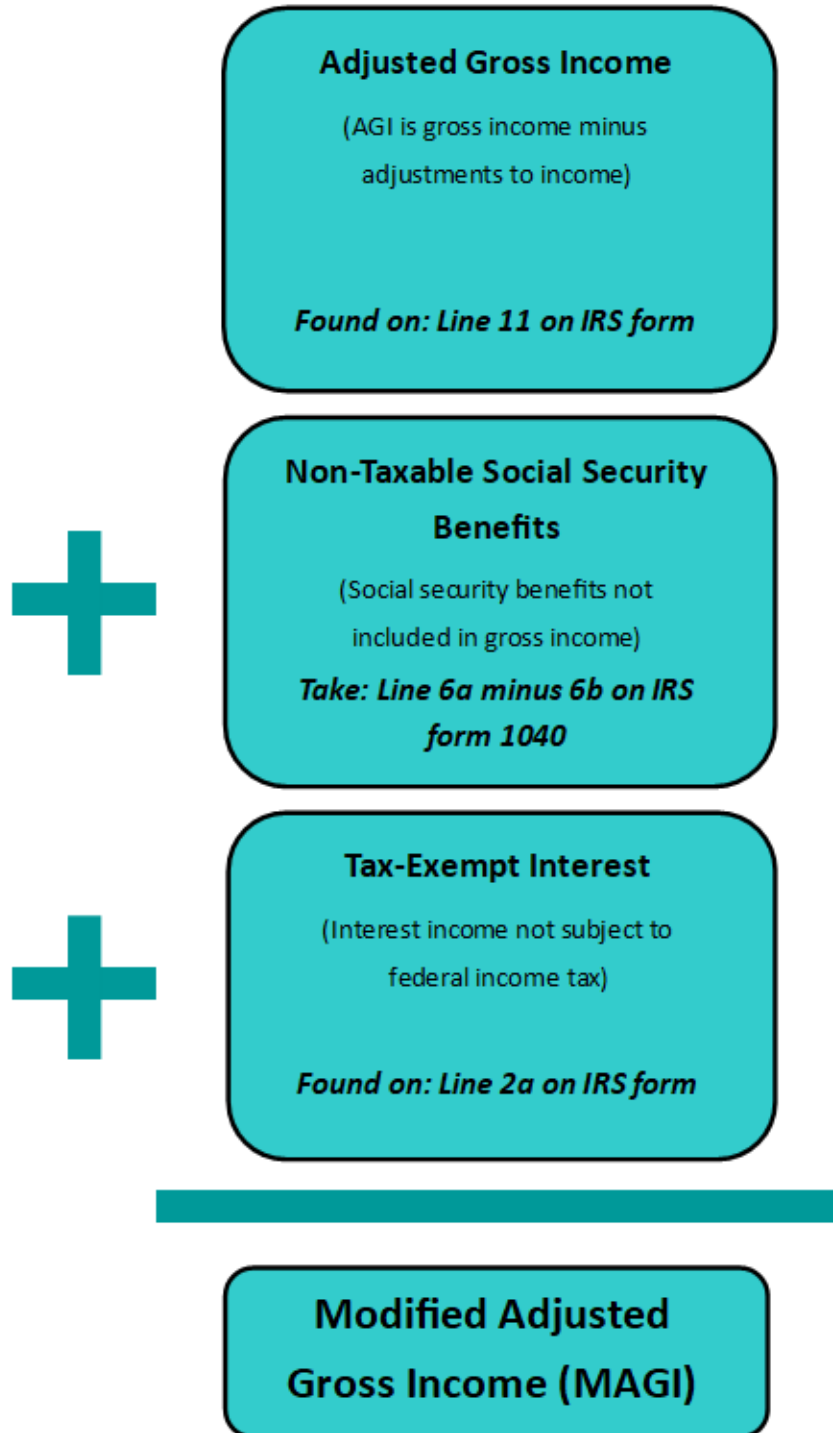 Adjusted Gross Income
(AGI is gross income minus
adjustments to income)
Found on: Line 11 on IRS form
Non-Taxable Social Security
Benefits
(Social security benefits not
included in gross income)
Take: Line 6a minus 6b on IRS
form 1040
Tax-Exempt Interest
(Interest income not subject to
federal income tax)
Found on: Line 2a on IRS form
Modified Adjusted
Gross Income (MAGI)